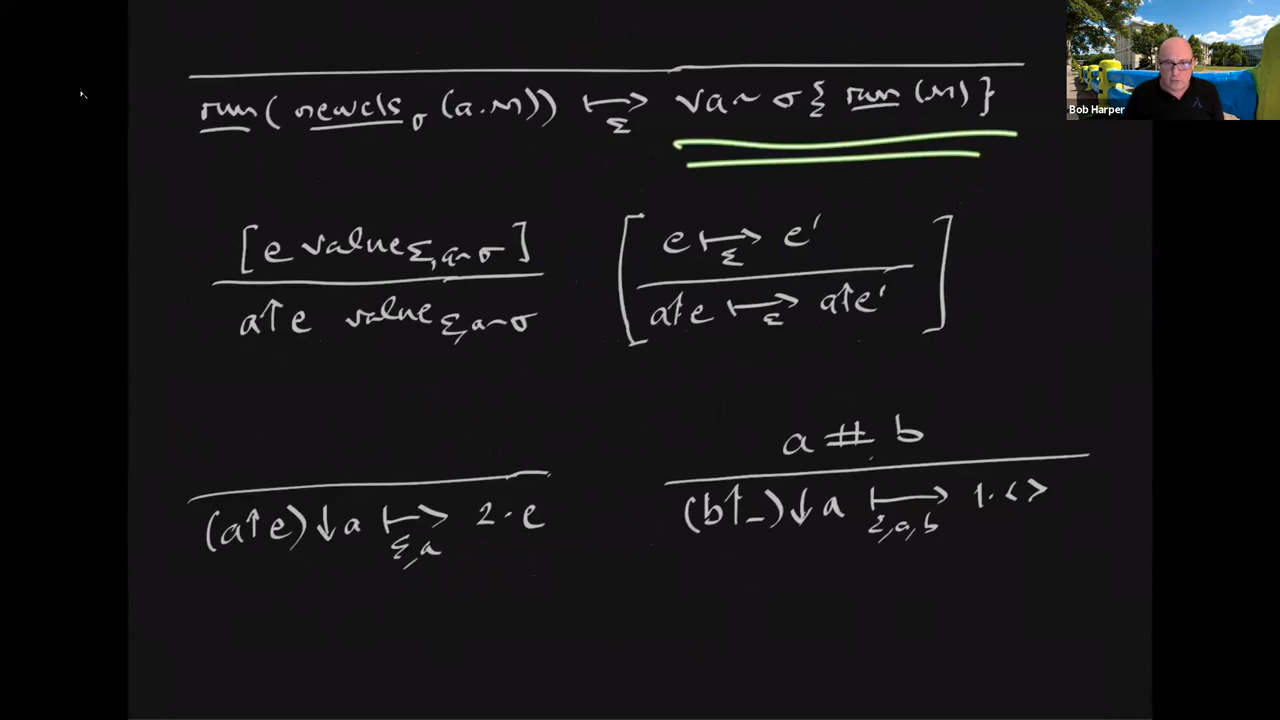 run(newcls_σ(a.m)) ↦_Σ νa~σ{run(m)}
Bob Harper
[e value_Σ,a~σ]
a↑e value_Σ,a~σ
e ↦_Σ e'
a↑e ↦_Σ a↑e'
(a↑e)↓a ↦_Σ,a 2·e
a # b
(b↑_)↓a ↦_Σ,a,b 1·<>